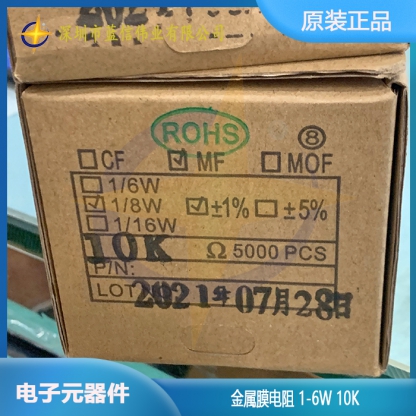 原装正品
ROHS
⑧
□CF ☑MF □MOF
□1/6W
☑1/8W ☑±1% □±5%
□1/16W
10K Ω 5000 PCS
P/N:
LOT 2021年07月28日
电子元器件
金属膜电阻 1-6W 10K